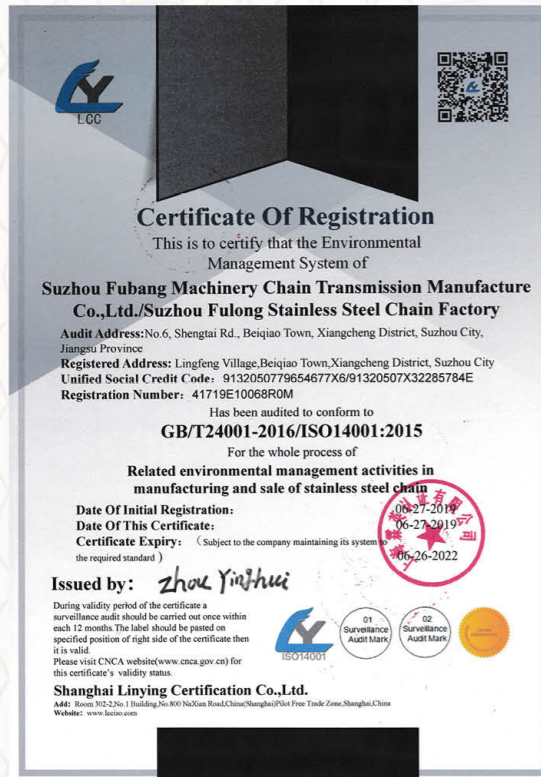 LCC
Certificate Of Registration
This is to certify that the Environmental
Management System of
Suzhou Fubang Machinery Chain Transmission Manufacture
Co.,Ltd./Suzhou Fulong Stainless Steel Chain Factory
Audit Address:No.6, Shengtai Rd., Beiqiao Town, Xiangcheng District, Suzhou City,
Jiangsu Province
Registered Address: Lingfeng Village,Beiqiao Town,Xiangcheng District, Suzhou City
Unified Social Credit Code: 91320507796546​77X6/91320507X32285784E
Registration Number: 41719E10068R0M
Has been audited to conform to
GB/T24001-2016/ISO14001:2015
For the whole process of
Related environmental management activities in
manufacturing and sale of stainless steel chain
Date Of Initial Registration: 06-27-2019
Date Of This Certificate: 06-27-2019
Certificate Expiry: (Subject to the company maintaining its system to
the required standard ) 06-26-2022
Issued by: Zhou Yinghui
During validity period of the certificate a
surveillance audit should be carried out once within
each 12 months.The label should be pasted on
specified position of right side of the certificate then
it is valid.
Please visit CNCA website(www.cnca.gov.cn) for
this certificate's validity status.
ISO14001
01
Surveillance
Audit Mark
02
Surveillance
Audit Mark
Shanghai Linying Certification Co.,Ltd.
Add: Room 302-2,No.1 Building,No.800 NaXian Road,China(Shanghai)Pilot Free Trade Zone,Shanghai,China
Website: www.lcciso.com